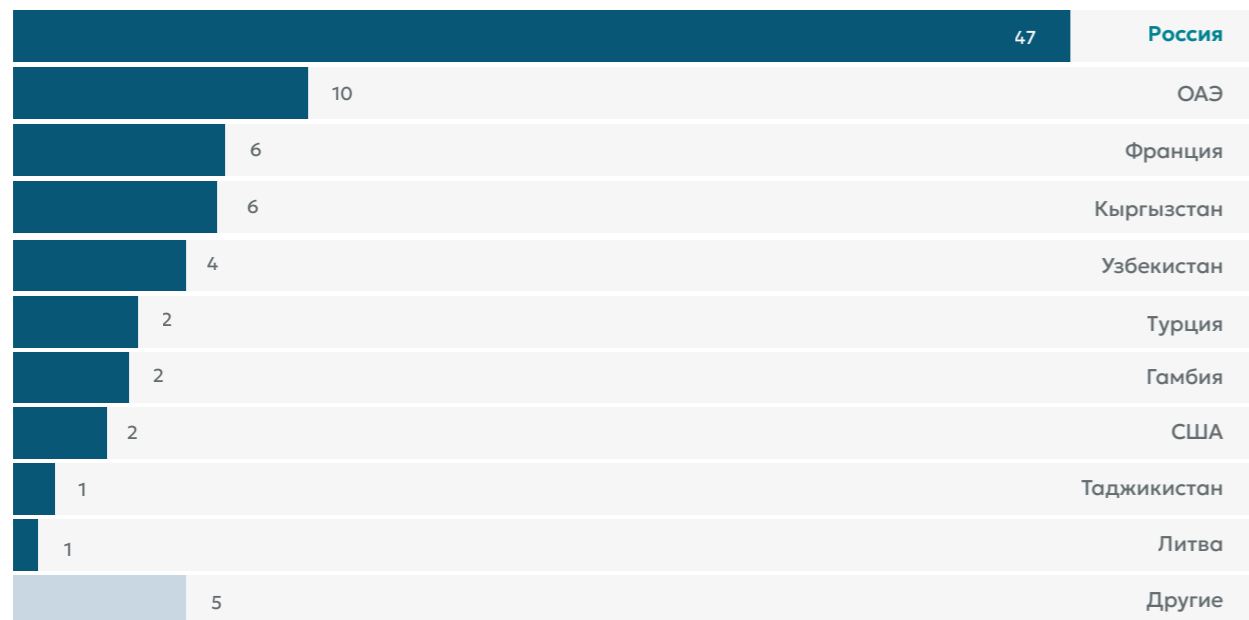 47 Россия
10 ОАЭ
6 Франция
6 Кыргызстан
4 Узбекистан
2 Турция
2 Гамбия
2 США
1 Таджикистан
1 Литва
5 Другие